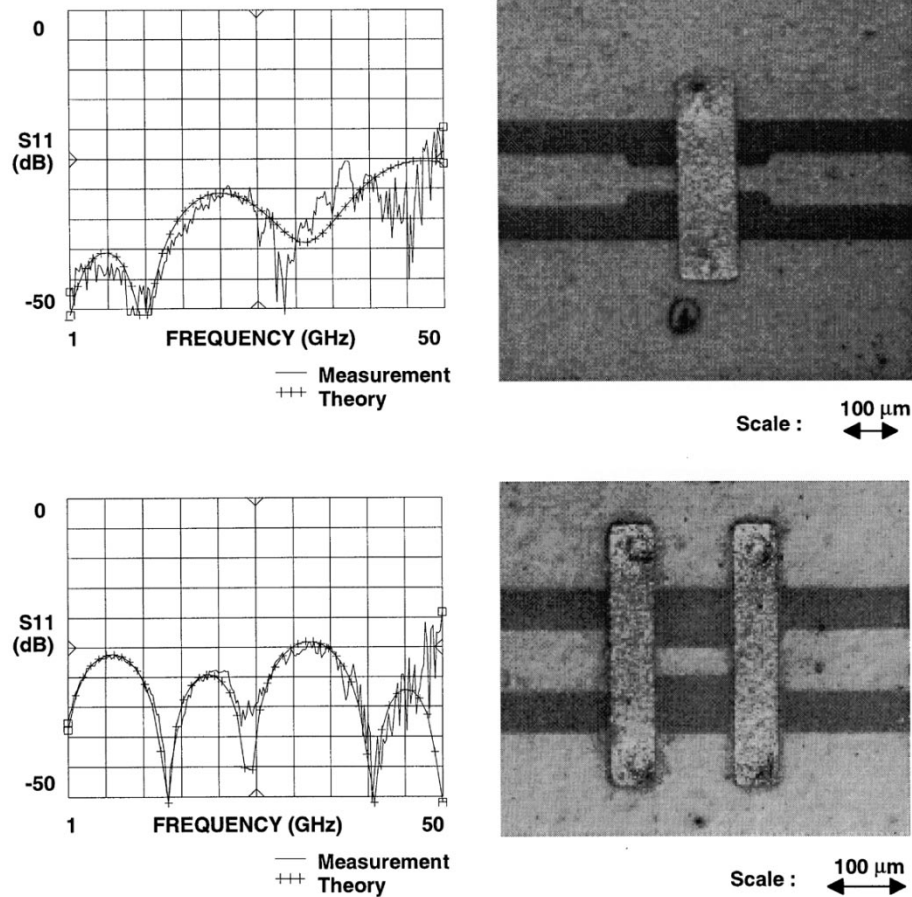 0
S11
(dB)
-50
1 FREQUENCY (GHz) 50
Measurement
Theory
Scale : 100 µm
0
S11
(dB)
-50
1 FREQUENCY (GHz) 50
Measurement
Theory
Scale : 100 µm